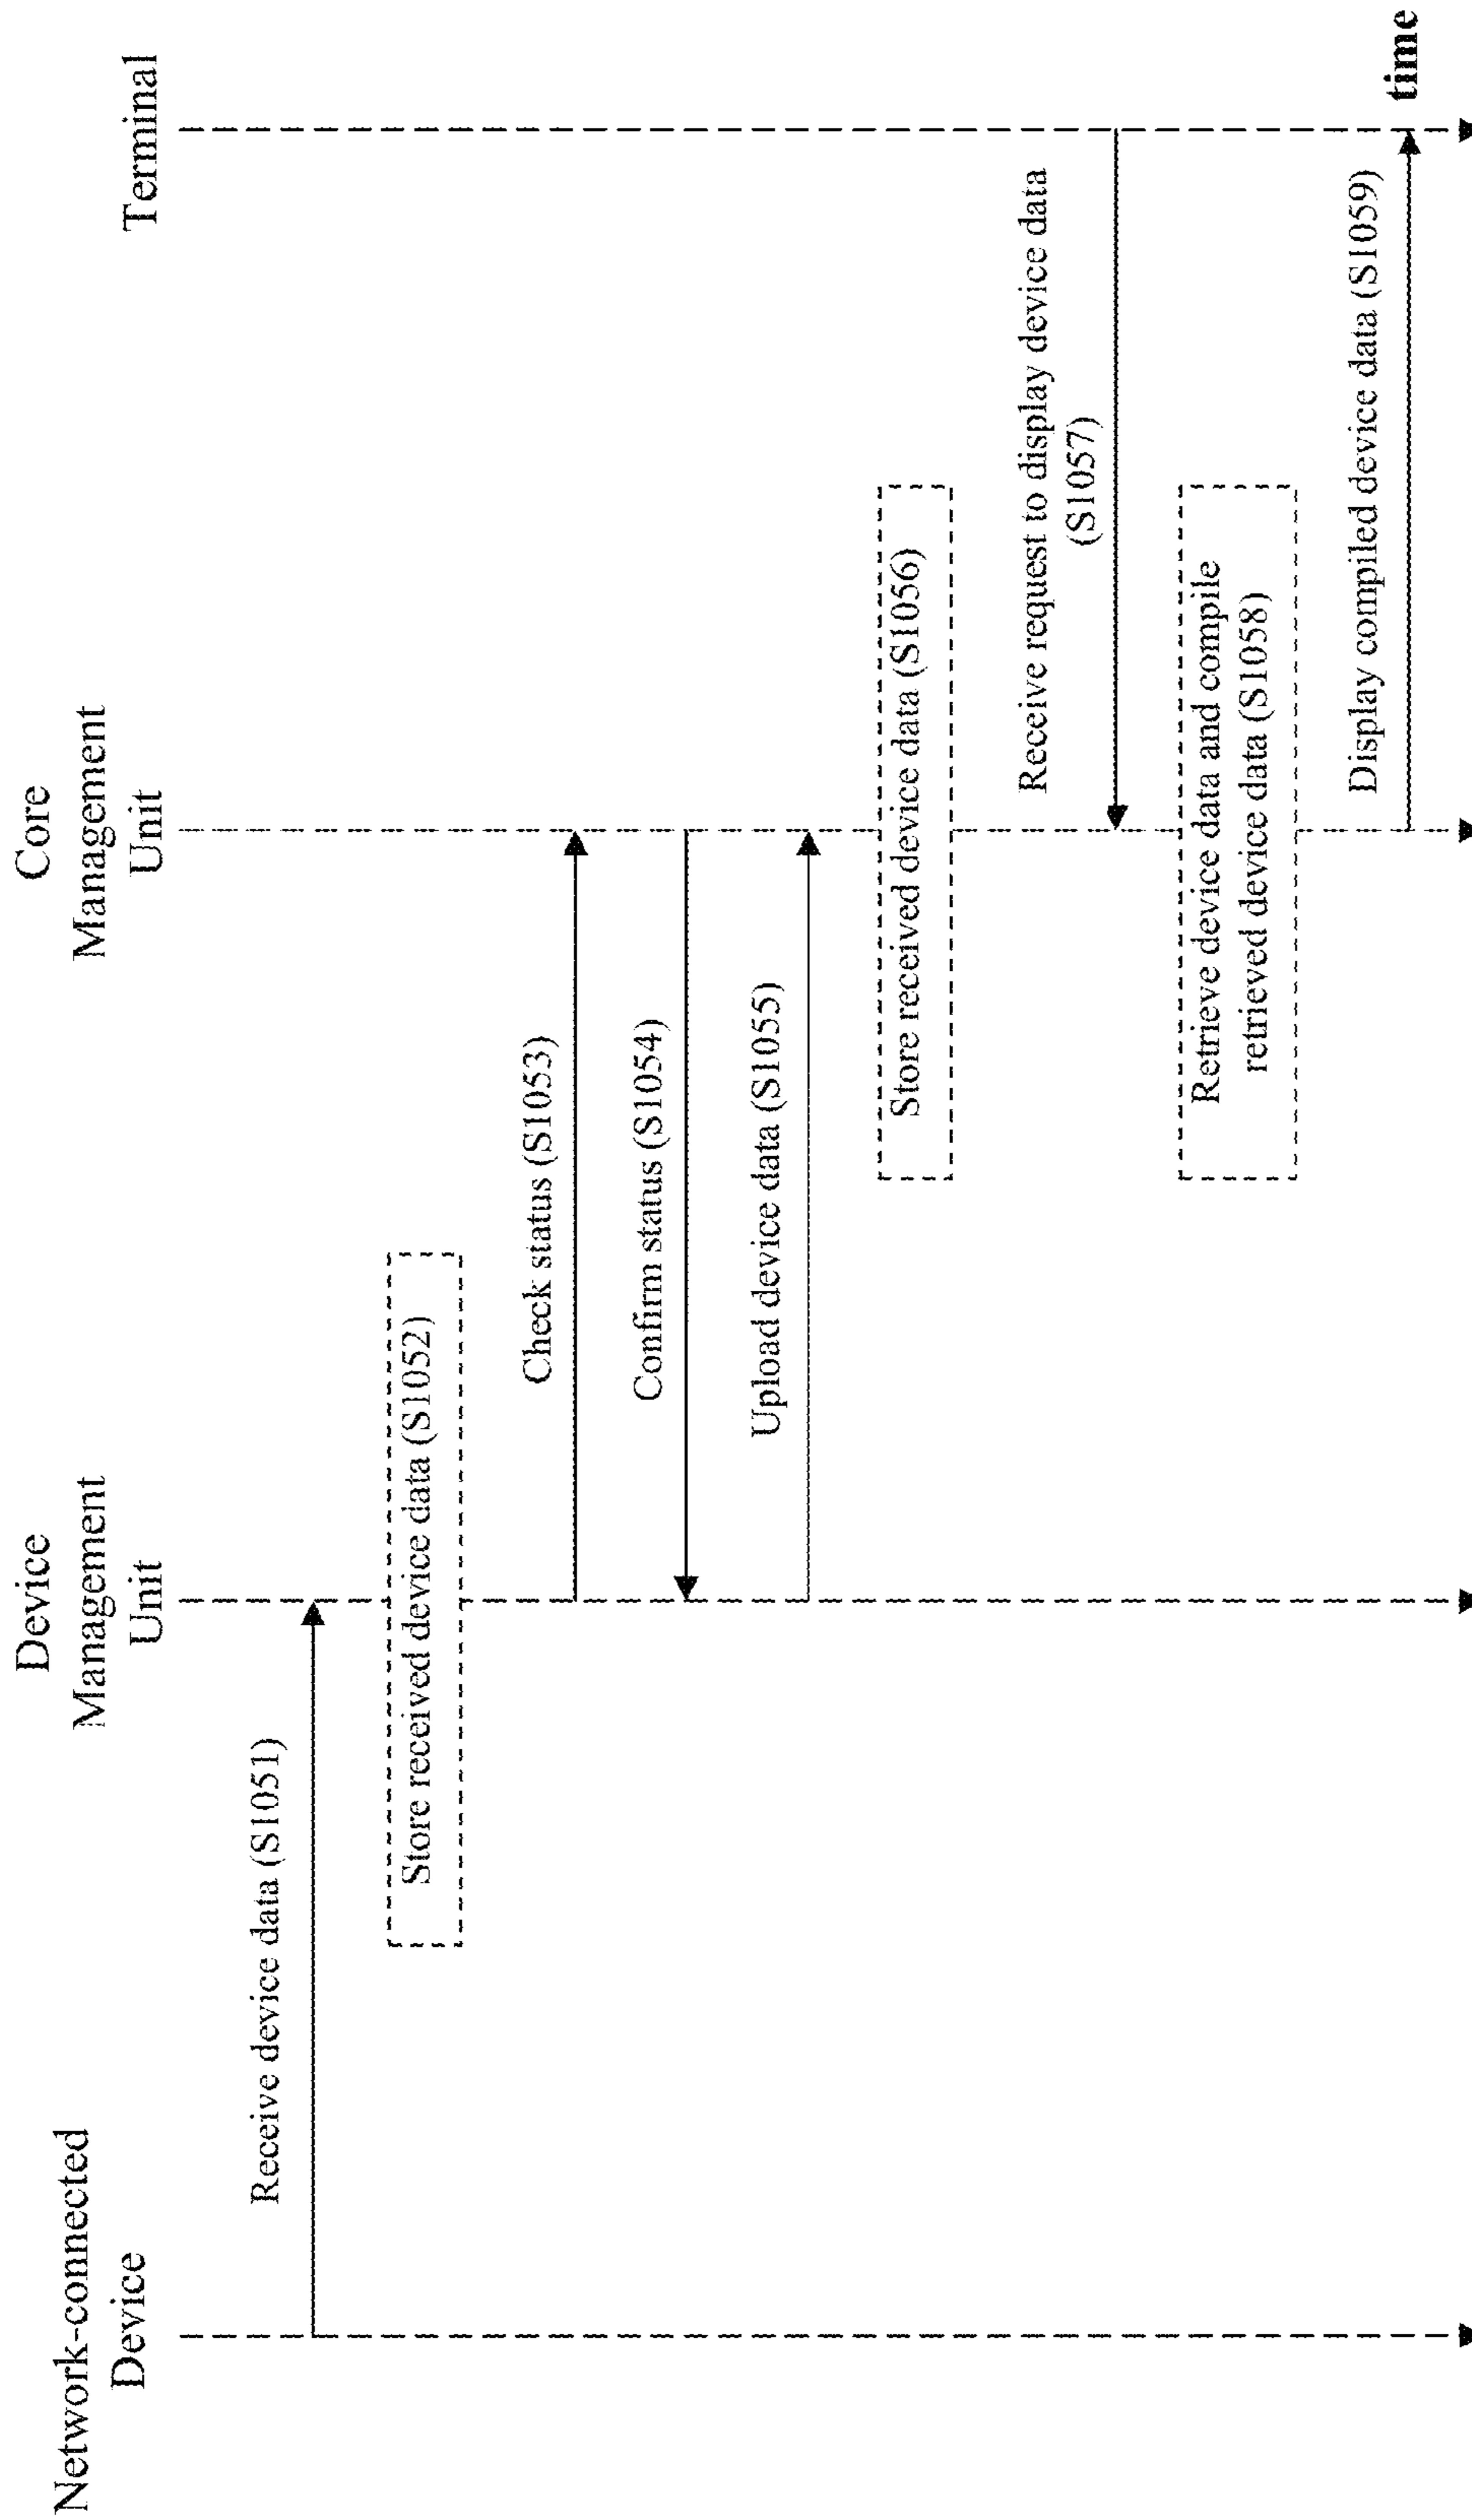 Network-connected
Device
Device
Management
Unit
Core
Management
Unit
Terminal
Receive device data (S1051)
Store received device data (S1052)
Check status (S1053)
Confirm status (S1054)
Upload device data (S1055)
Store received device data (S1056)
Receive request to display device data
(S1057)
Retrieve device data and compile
retrieved device data (S1058)
Display compiled device data (S1059)
time